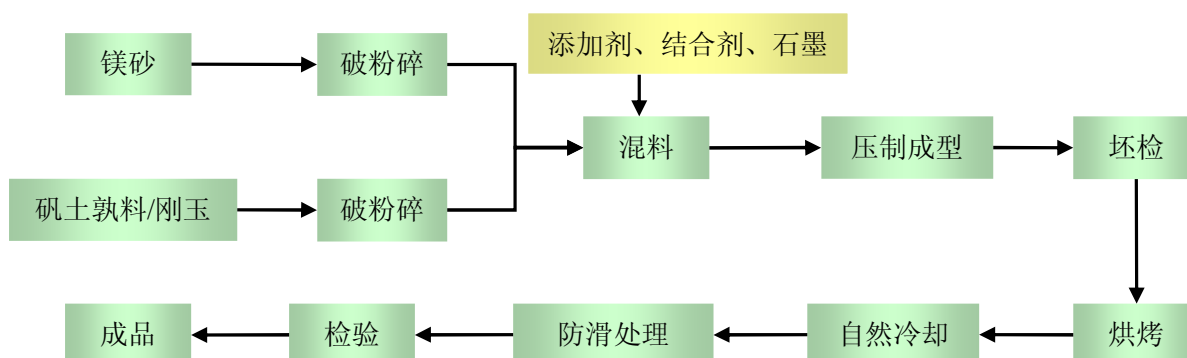 添加剂、结合剂、石墨
镁砂
破粉碎
混料
压制成型
坯检
矾土孰料/刚玉
破粉碎
成品
检验
防滑处理
自然冷却
烘烤